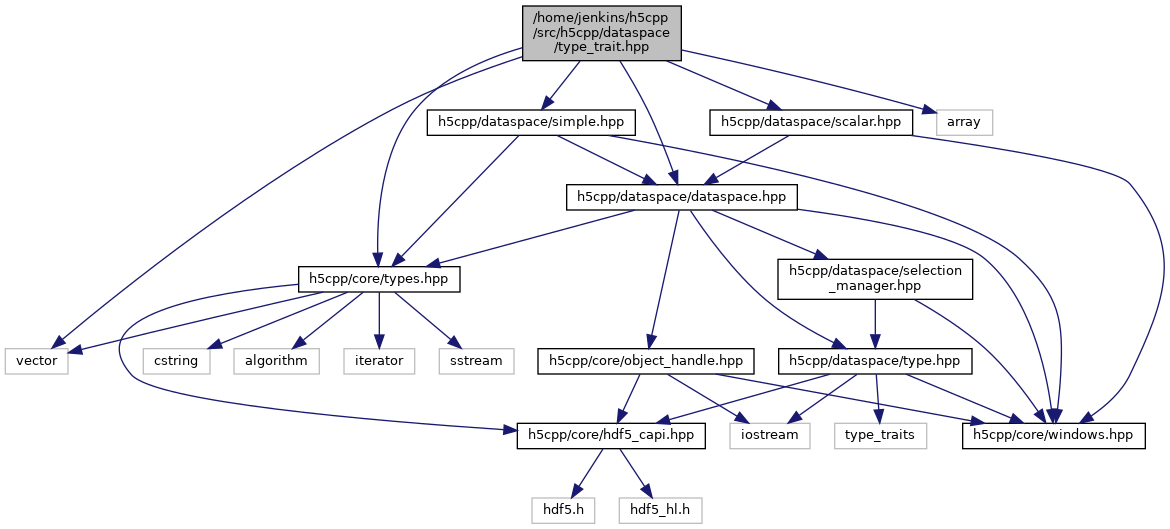 /home/jenkins/h5cpp
/src/h5cpp/dataspace
/type_trait.hpp
h5cpp/dataspace/simple.hpp
h5cpp/dataspace/scalar.hpp
array
h5cpp/dataspace/dataspace.hpp
h5cpp/core/types.hpp
h5cpp/dataspace/selection
_manager.hpp
vector
cstring
algorithm
iterator
sstream
h5cpp/core/object_handle.hpp
h5cpp/dataspace/type.hpp
h5cpp/core/hdf5_capi.hpp
iostream
type_traits
h5cpp/core/windows.hpp
hdf5.h
hdf5_hl.h